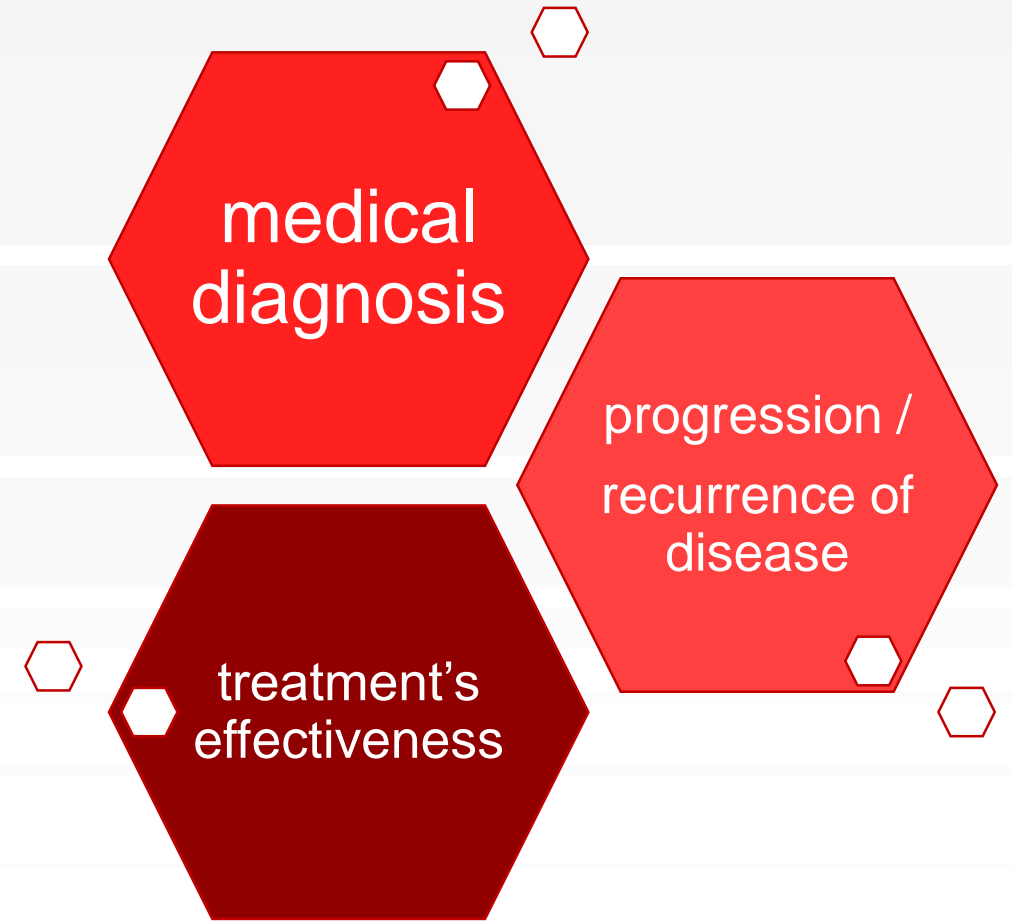 medical
diagnosis
progression /
recurrence of
disease
treatment’s
effectiveness